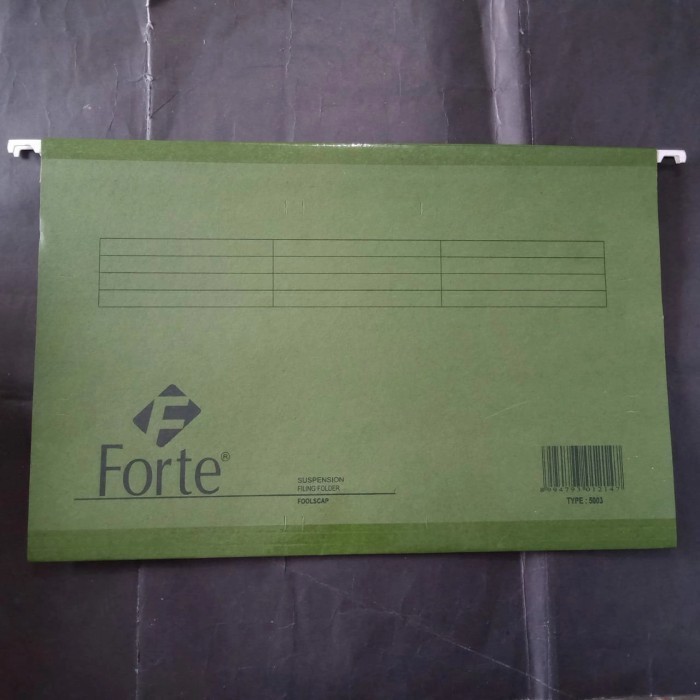 F
Forte®
SUSPENSION
FILING FOLDER
FOOLSCAP
TYPE : 5003